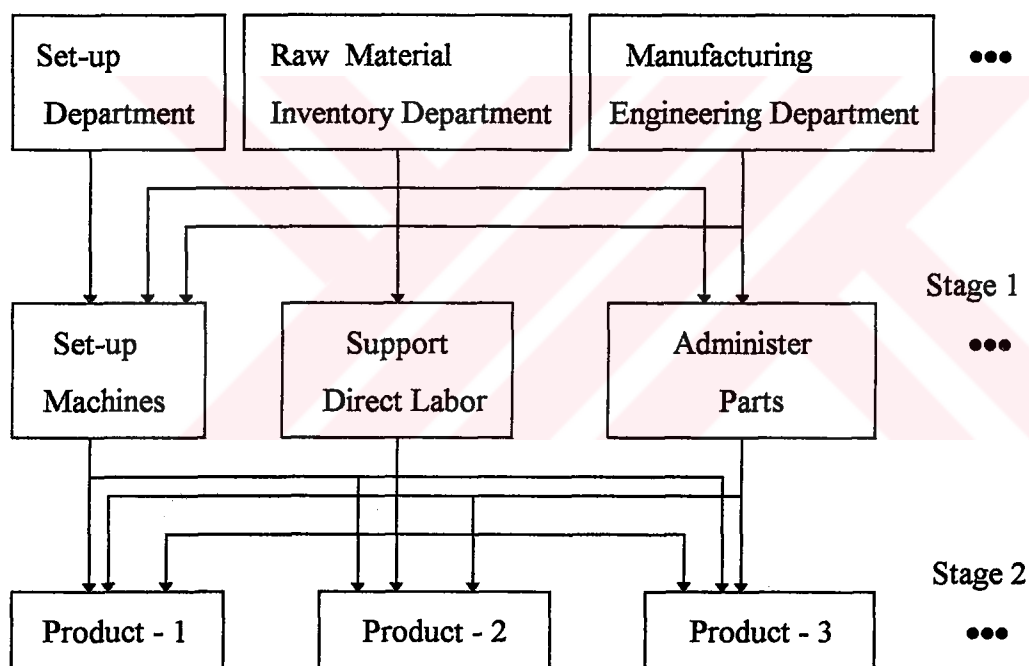 Set-up
Department
Raw Material
Inventory Department
Manufacturing
Engineering Department
•••
Stage 1
Set-up
Machines
Support
Direct Labor
Administer
Parts
•••
Stage 2
Product - 1
Product - 2
Product - 3
•••